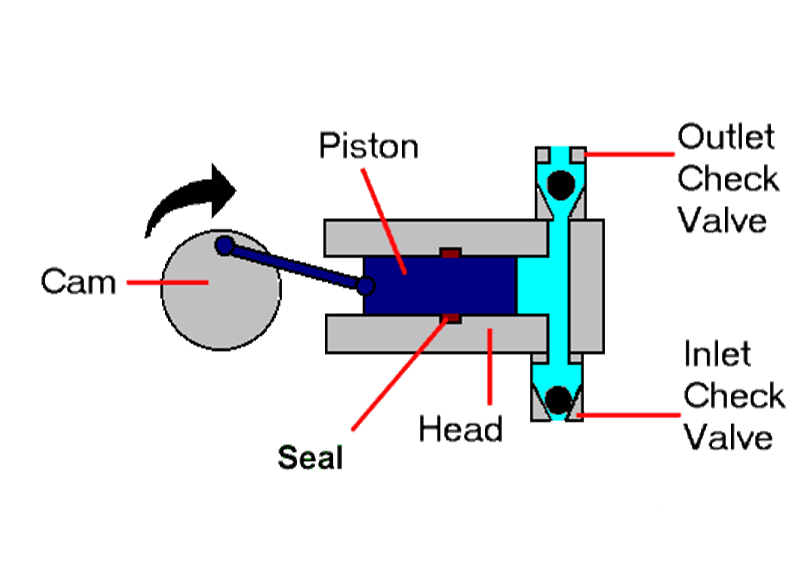 Piston
Outlet
Check
Valve
Cam
Inlet
Check
Valve
Head
Seal